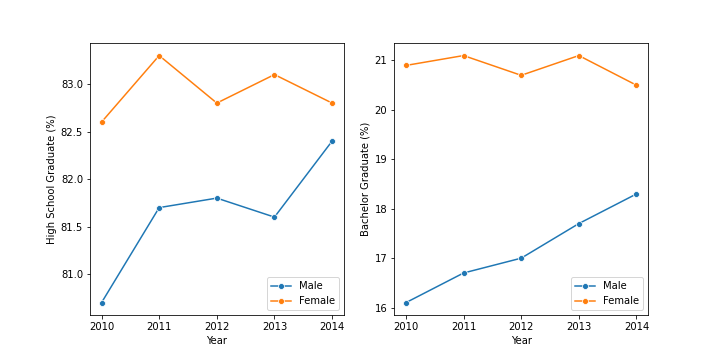 High School Graduate (%)
83.0
82.5
82.0
81.5
81.0
2010
2011
2012
2013
2014
Year
Male
Female
Bachelor Graduate (%)
21
20
19
18
17
16
2010
2011
2012
2013
2014
Year
Male
Female